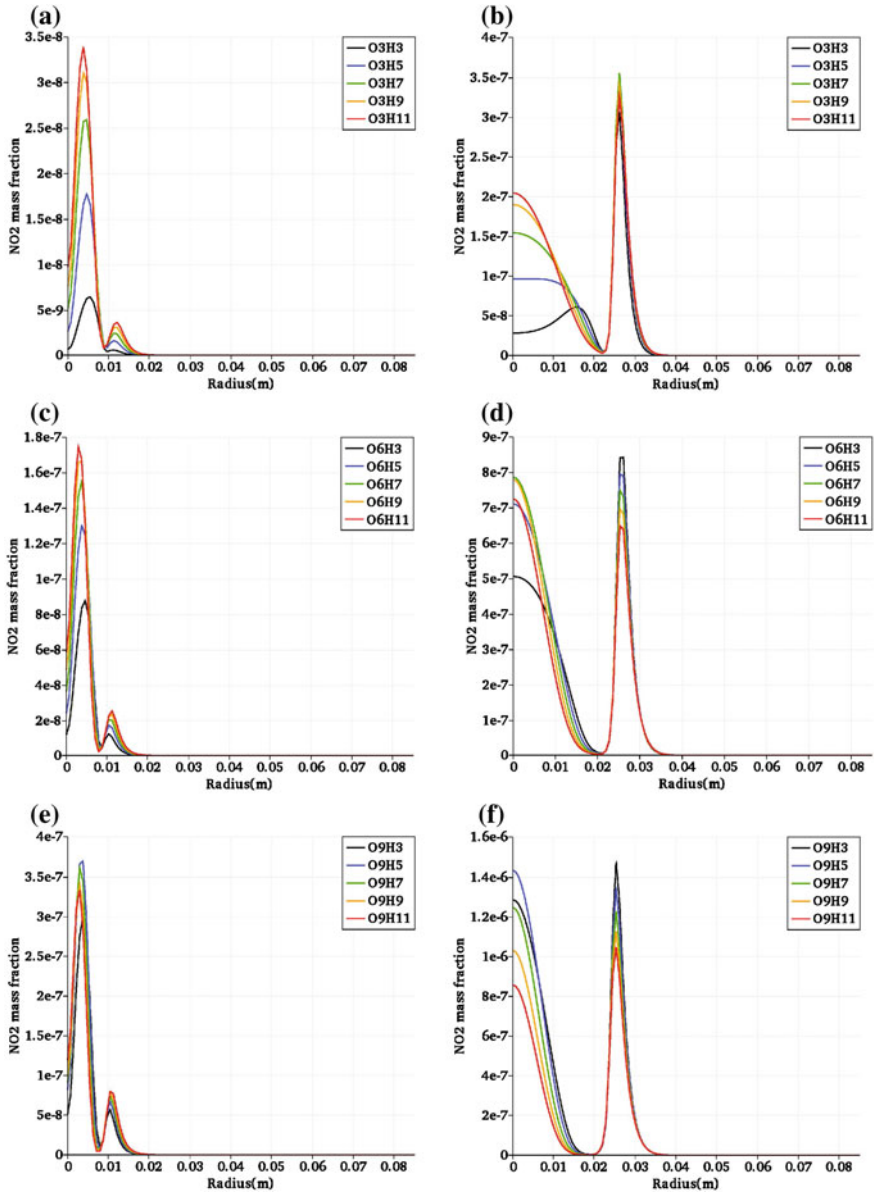 (a)
3.5e-8
3e-8
2.5e-8
2e-8
1.5e-8
1e-8
5e-9
0
NO2 mass fraction
O3H3
O3H5
O3H7
O3H9
O3H11
0 0.01 0.02 0.03 0.04 0.05 0.06 0.07 0.08
Radius(m)
(b)
4e-7
3.5e-7
3e-7
2.5e-7
2e-7
1.5e-7
1e-7
5e-8
0
NO2 mass fraction
O3H3
O3H5
O3H7
O3H9
O3H11
0 0.01 0.02 0.03 0.04 0.05 0.06 0.07 0.08
Radius(m)
(c)
1.8e-7
1.6e-7
1.4e-7
1.2e-7
1e-7
8e-8
6e-8
4e-8
2e-8
0
NO2 mass fraction
O6H3
O6H5
O6H7
O6H9
O6H11
0 0.01 0.02 0.03 0.04 0.05 0.06 0.07 0.08
Radius(m)
(d)
9e-7
8e-7
7e-7
6e-7
5e-7
4e-7
3e-7
2e-7
1e-7
0
NO2 mass fraction
O6H3
O6H5
O6H7
O6H9
O6H11
0 0.01 0.02 0.03 0.04 0.05 0.06 0.07 0.08
Radius(m)
(e)
4e-7
3.5e-7
3e-7
2.5e-7
2e-7
1.5e-7
1e-7
5e-8
0
NO2 mass fraction
O9H3
O9H5
O9H7
O9H9
O9H11
0 0.01 0.02 0.03 0.04 0.05 0.06 0.07 0.08
Radius(m)
(f)
1.6e-6
1.4e-6
1.2e-6
1e-6
8e-7
6e-7
4e-7
2e-7
0
NO2 mass fraction
O9H3
O9H5
O9H7
O9H9
O9H11
0 0.01 0.02 0.03 0.04 0.05 0.06 0.07 0.08
Radius(m)